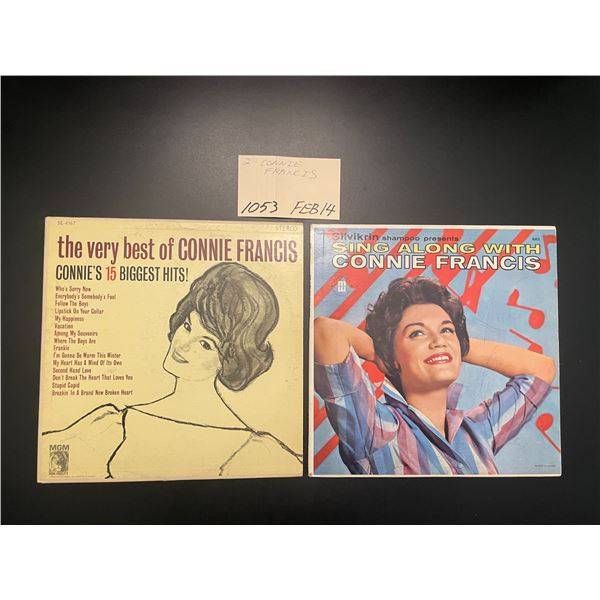 2-CONNIE
FRANCIS
1053 FEB14
SE-4167
STEREO
the very best of CONNIE FRANCIS
CONNIE'S 15 BIGGEST HITS!
Who's Sorry Now
Everybody's Somebody's Fool
Follow The Boys
Lipstick On Your Collar
My Happiness
Vacation
Among My Souvenirs
Where The Boys Are
Frankie
I'm Gonna Be Warm This Winter
My Heart Has A Mind Of Its Own
Second Hand Love
Don't Break The Heart That Loves You
Stupid Cupid
Breakin' In A Brand New Broken Heart
MGM
Silvikrin shampoo presents
SING ALONG WITH
CONNIE FRANCIS